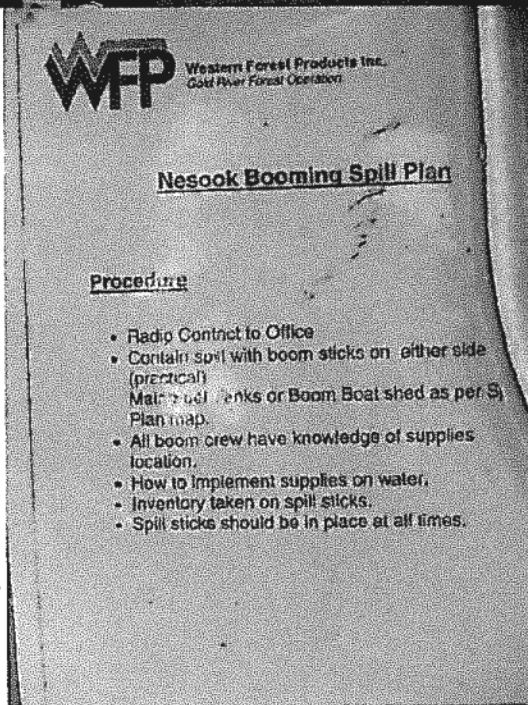 WFP
Western Forest Products Inc.
Gold River Forest Operation
Nesook Booming Spill Plan
Procedure
• Radio Contact to Office
• Contain spill with boom sticks on either side
(practical)
or Boom Boat shed as per
Plan map.
• All boom crew have knowledge of supplies
location.
• How to implement supplies on water.
• Inventory taken on spill sticks.
• Spill sticks should be in place at all times.